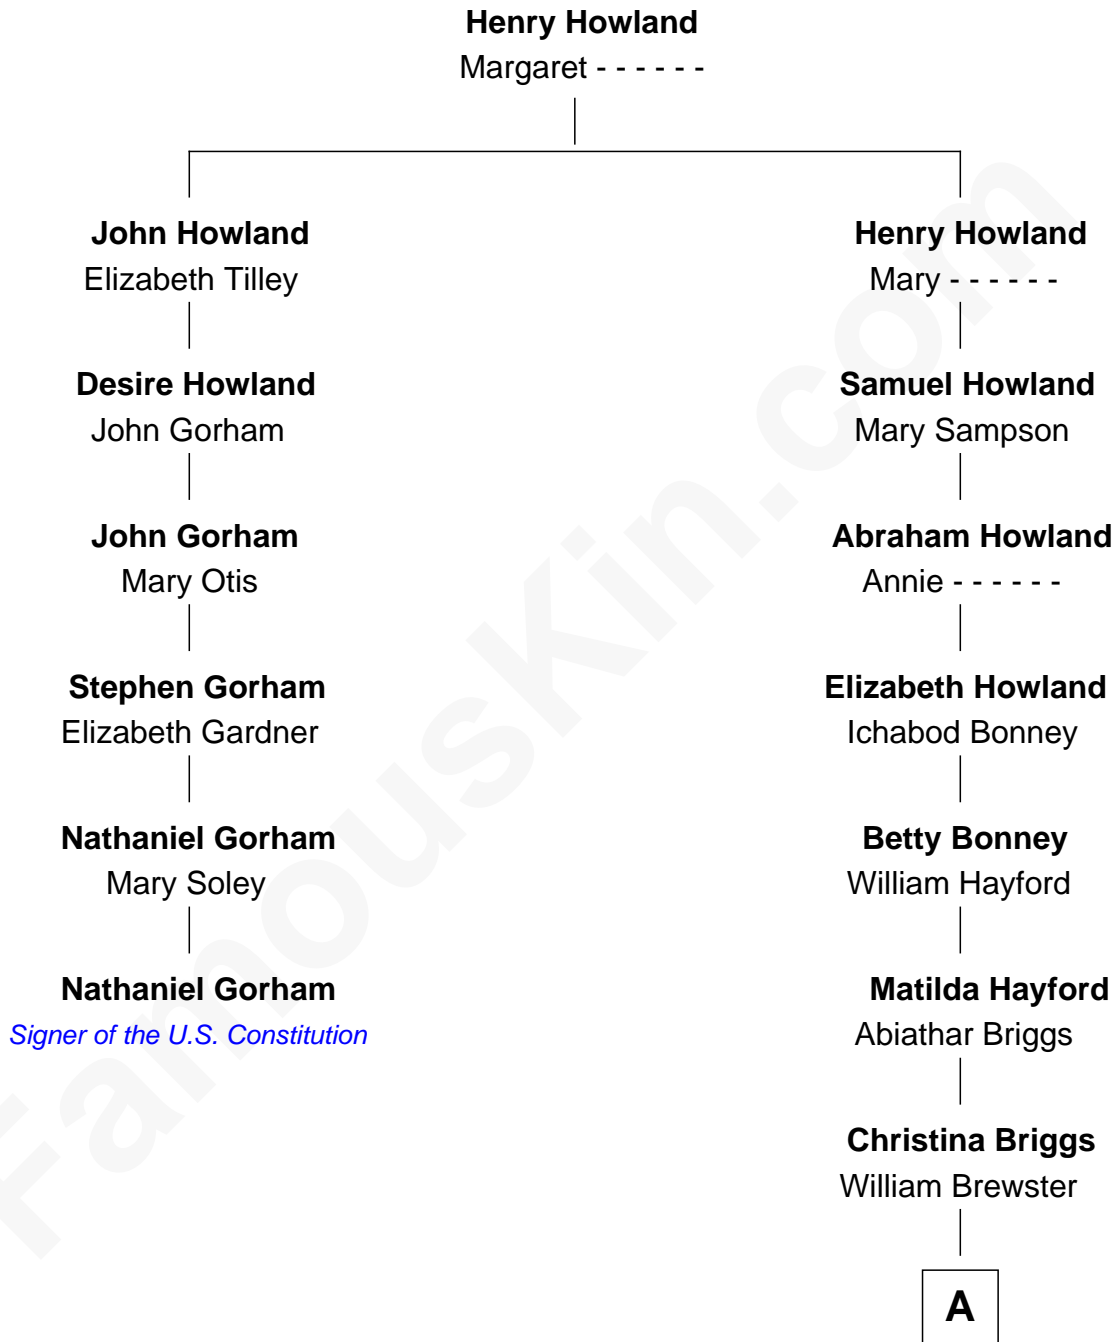 Henry Howland
Margaret - - - - - -
John Howland
Elizabeth Tilley
Desire Howland
John Gorham
John Gorham
Mary Otis
Stephen Gorham
Elizabeth Gardner
Nathaniel Gorham
Mary Soley
Nathaniel Gorham
Signer of the U.S. Constitution
Henry Howland
Mary - - - - - -
Samuel Howland
Mary Sampson
Abraham Howland
Annie - - - - - -
Elizabeth Howland
Ichabod Bonney
Betty Bonney
William Hayford
Matilda Hayford
Abiathar Briggs
Christina Briggs
William Brewster
A
FamousKin.com